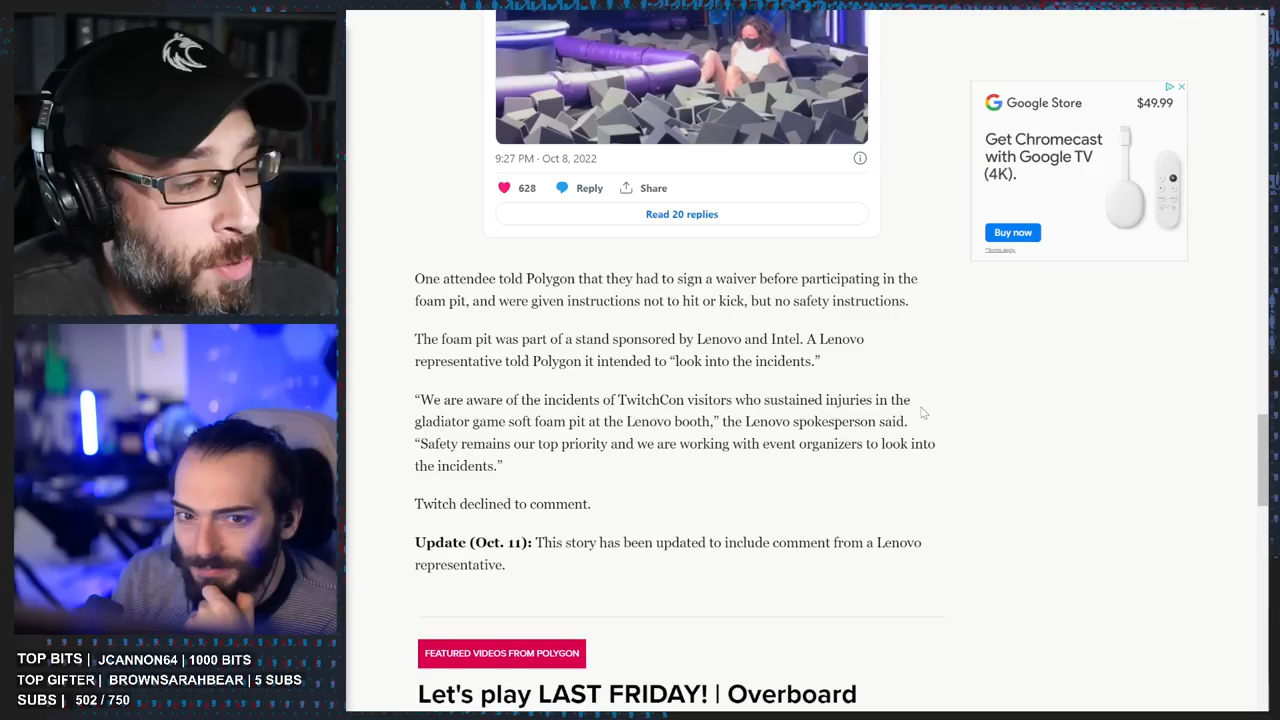 9:27 PM · Oct 8, 2022
628 Reply Share
Read 20 replies
Google Store $49.99
Get Chromecast
with Google TV
(4K).
Buy now
*Terms apply.
One attendee told Polygon that they had to sign a waiver before participating in the
foam pit, and were given instructions not to hit or kick, but no safety instructions.
The foam pit was part of a stand sponsored by Lenovo and Intel. A Lenovo
representative told Polygon it intended to “look into the incidents.”
“We are aware of the incidents of TwitchCon visitors who sustained injuries in the
gladiator game soft foam pit at the Lenovo booth,” the Lenovo spokesperson said.
“Safety remains our top priority and we are working with event organizers to look into
the incidents.”
Twitch declined to comment.
Update (Oct. 11): This story has been updated to include comment from a Lenovo
representative.
FEATURED VIDEOS FROM POLYGON
Let's play LAST FRIDAY! | Overboard
TOP BITS | JCANNON64 | 1000 BITS
TOP GIFTER | BROWNSARAHBEAR | 5 SUBS
SUBS | 502 / 750